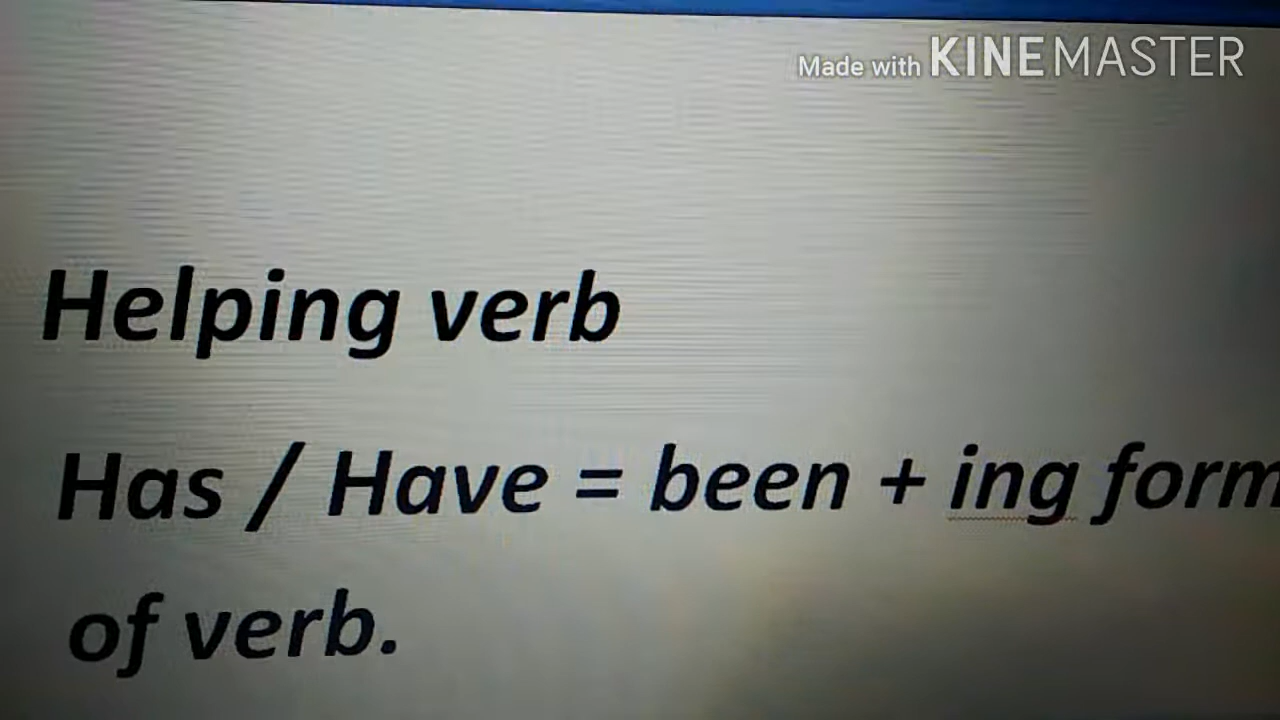 Made with KINEMASTER
Helping verb
Has / Have = been + ing form
of verb.